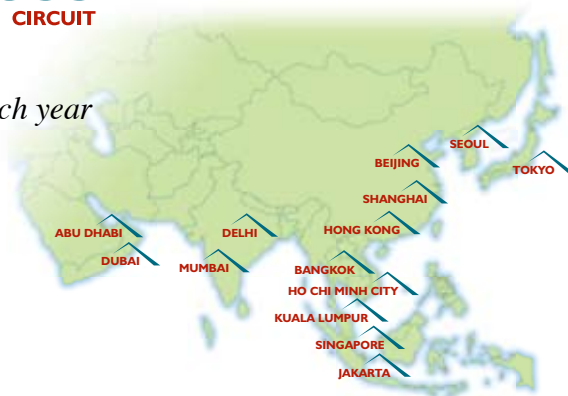 CIRCUIT
year
SEOUL
BEIJING
TOKYO
SHANGHAI
ABU DHABI
DELHI
HONG KONG
DUBAI
MUMBAI
BANGKOK
HO CHI MINH CITY
KUALA LUMPUR
SINGAPORE
JAKARTA